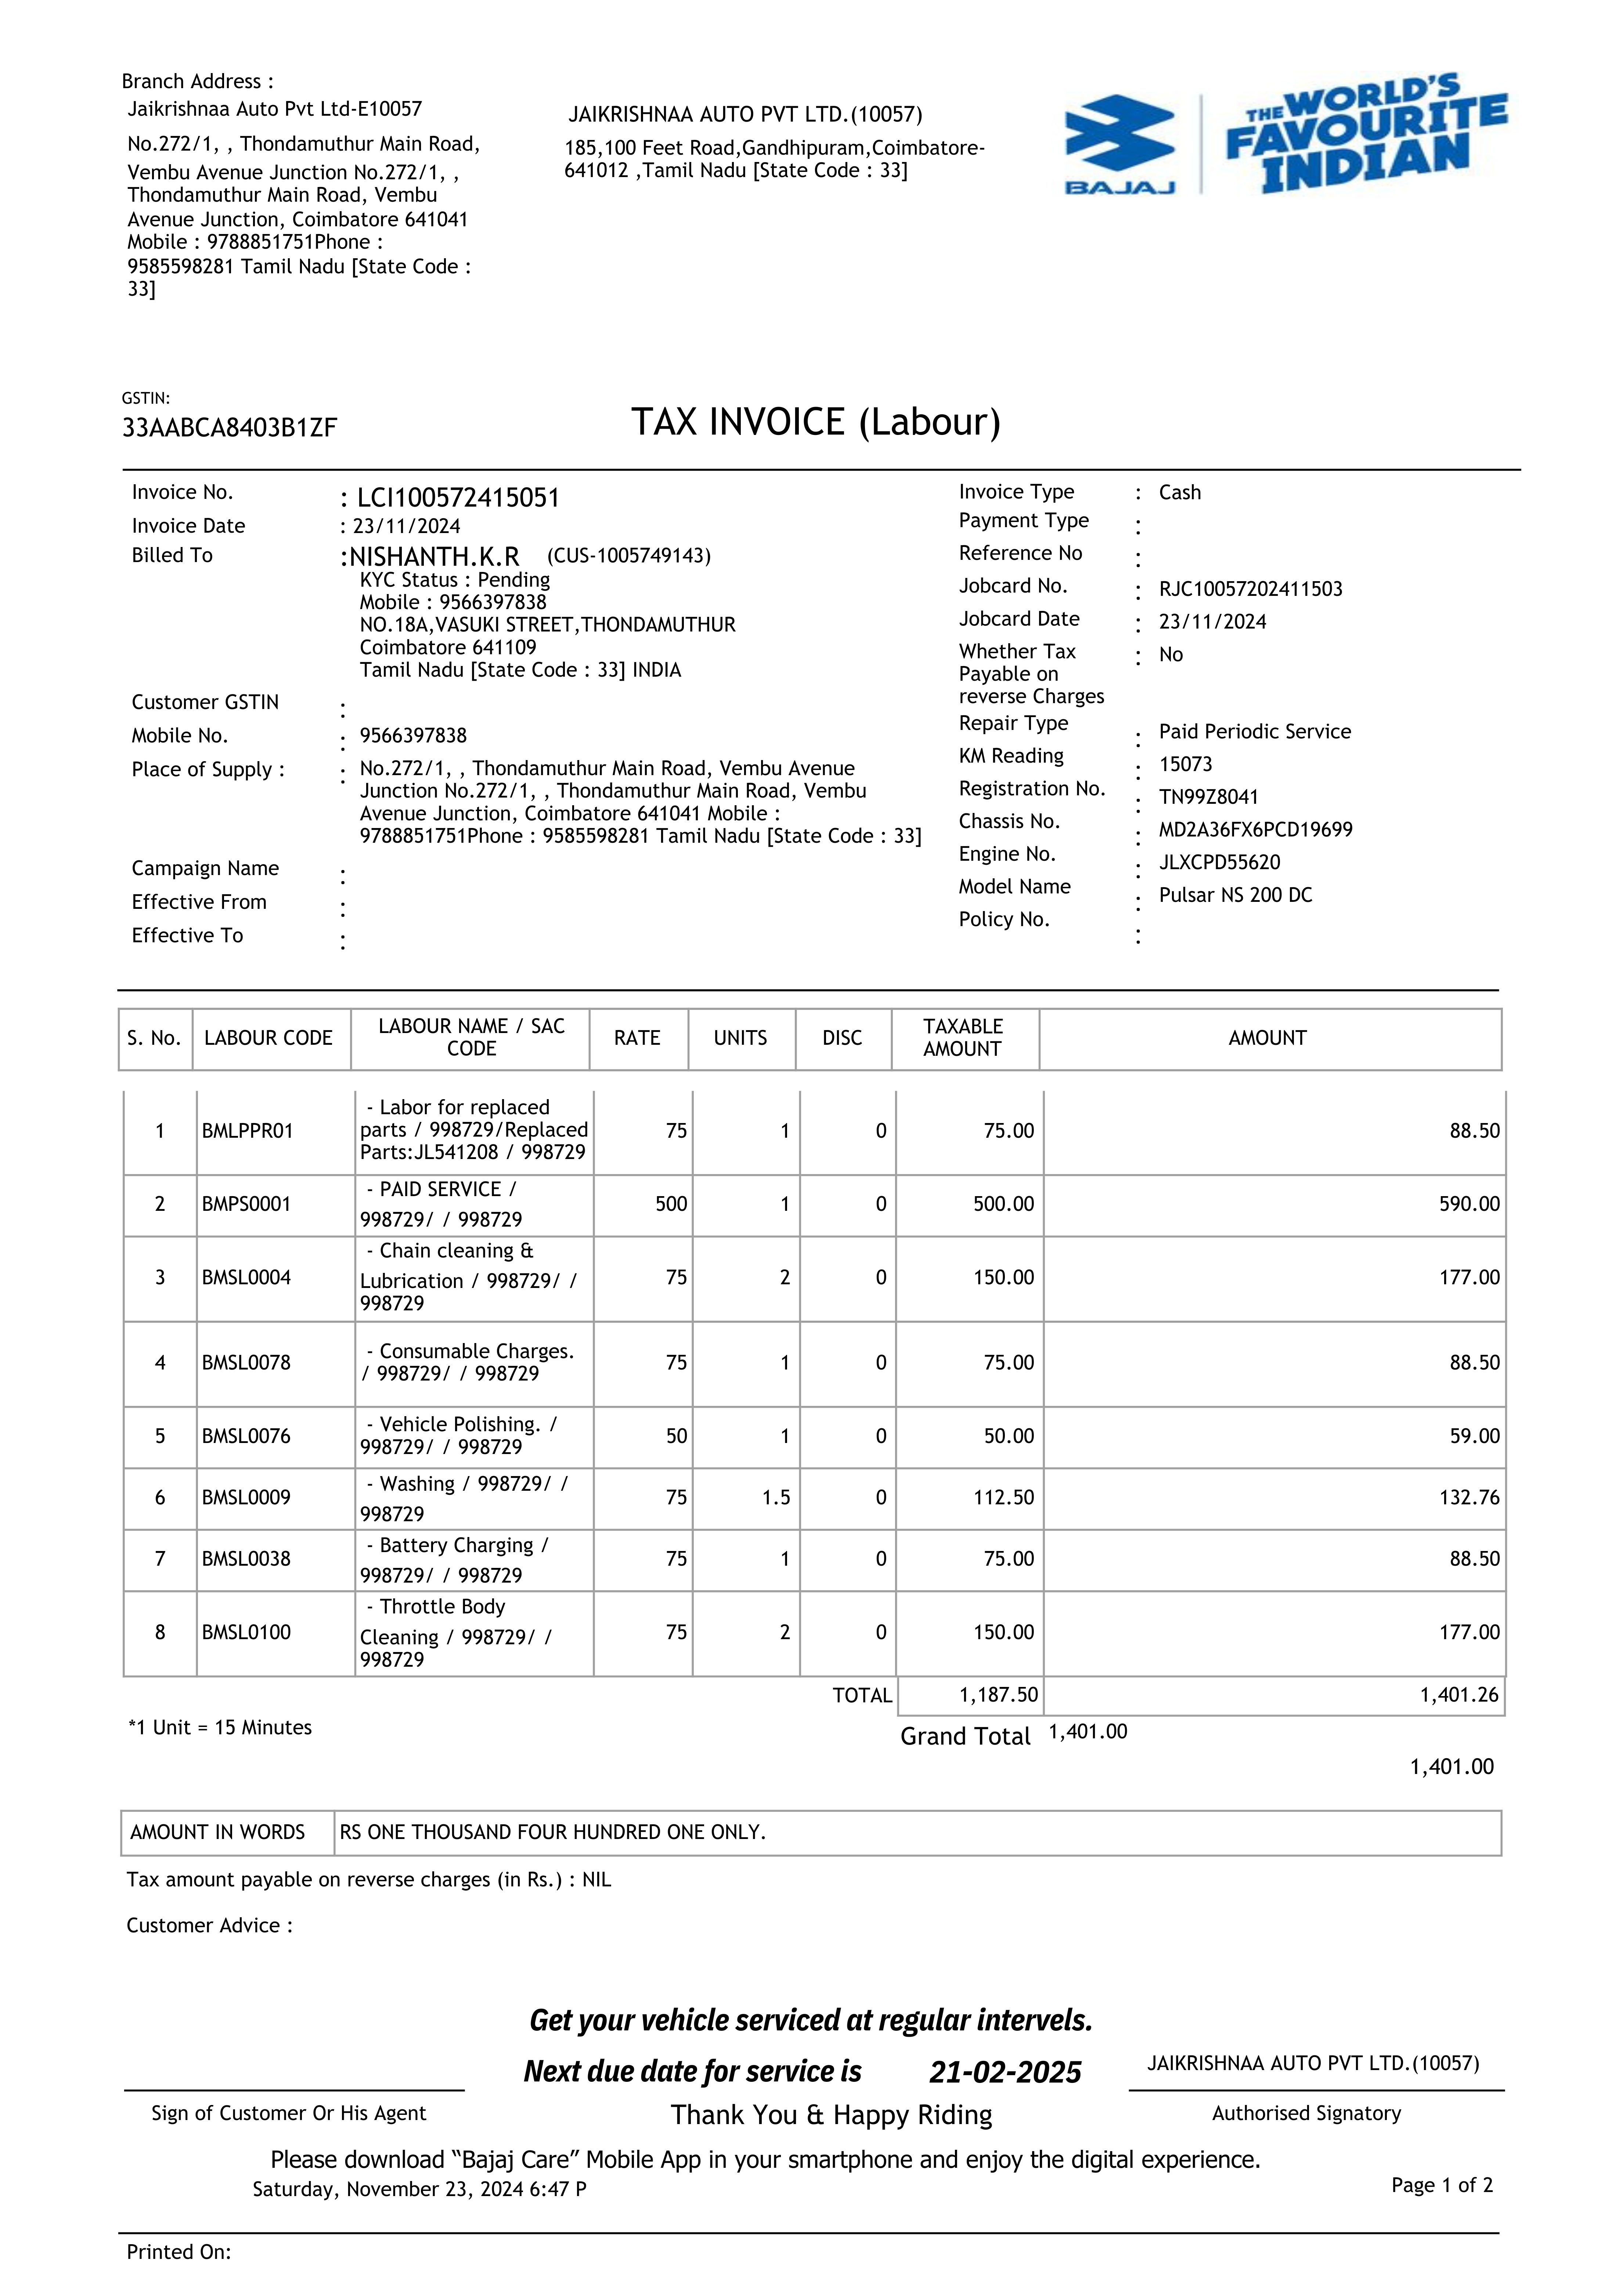 Branch Address :
Jaikrishnaa Auto Pvt Ltd-E10057
No.272/1, , Thondamuthur Main Road,
Vembu Avenue Junction No.272/1, ,
Thondamuthur Main Road, Vembu
Avenue Junction, Coimbatore 641041
Mobile : 9788851751Phone :
9585598281 Tamil Nadu [State Code :
33]
JAIKRISHNAA AUTO PVT LTD.(10057)
185,100 Feet Road,Gandhipuram,Coimbatore-
641012 ,Tamil Nadu [State Code : 33]
BAJAJ
THE WORLD'S
FAVOURITE
INDIAN
GSTIN:
33AABCA8403B1ZF
TAX INVOICE (Labour)
Invoice No. : LCI100572415051
Invoice Date : 23/11/2024
Billed To :NISHANTH.K.R (CUS-1005749143)
KYC Status : Pending
Mobile : 9566397838
NO.18A,VASUKI STREET,THONDAMUTHUR
Coimbatore 641109
Tamil Nadu [State Code : 33] INDIA
Customer GSTIN :
Mobile No. : 9566397838
Place of Supply : : No.272/1, , Thondamuthur Main Road, Vembu Avenue
Junction No.272/1, , Thondamuthur Main Road, Vembu
Avenue Junction, Coimbatore 641041 Mobile :
9788851751Phone : 9585598281 Tamil Nadu [State Code : 33]
Campaign Name :
Effective From :
Effective To :
Invoice Type : Cash
Payment Type :
Reference No :
Jobcard No. : RJC10057202411503
Jobcard Date : 23/11/2024
Whether Tax : No
Payable on
reverse Charges
Repair Type : Paid Periodic Service
KM Reading : 15073
Registration No. : TN99Z8041
Chassis No. : MD2A36FX6PCD19699
Engine No. : JLXCPD55620
Model Name : Pulsar NS 200 DC
Policy No. :
S. No. LABOUR CODE LABOUR NAME / SAC CODE RATE UNITS DISC TAXABLE AMOUNT AMOUNT
1 BMLPPR01 - Labor for replaced parts / 998729/Replaced Parts:JL541208 / 998729 75 1 0 75.00 88.50
2 BMPS0001 - PAID SERVICE / 998729/ / 998729 500 1 0 500.00 590.00
3 BMSL0004 - Chain cleaning & Lubrication / 998729/ / 998729 75 2 0 150.00 177.00
4 BMSL0078 - Consumable Charges. / 998729/ / 998729 75 1 0 75.00 88.50
5 BMSL0076 - Vehicle Polishing. / 998729/ / 998729 50 1 0 50.00 59.00
6 BMSL0009 - Washing / 998729/ / 998729 75 1.5 0 112.50 132.76
7 BMSL0038 - Battery Charging / 998729/ / 998729 75 1 0 75.00 88.50
8 BMSL0100 - Throttle Body Cleaning / 998729/ / 998729 75 2 0 150.00 177.00
TOTAL 1,187.50 1,401.26
*1 Unit = 15 Minutes
Grand Total 1,401.00
1,401.00
AMOUNT IN WORDS RS ONE THOUSAND FOUR HUNDRED ONE ONLY.
Tax amount payable on reverse charges (in Rs.) : NIL
Customer Advice :
Get your vehicle serviced at regular intervals.
Next due date for service is 21-02-2025
JAIKRISHNAA AUTO PVT LTD.(10057)
Sign of Customer Or His Agent
Thank You & Happy Riding
Authorised Signatory
Please download “Bajaj Care” Mobile App in your smartphone and enjoy the digital experience.
Saturday, November 23, 2024 6:47 P
Page 1 of 2
Printed On: